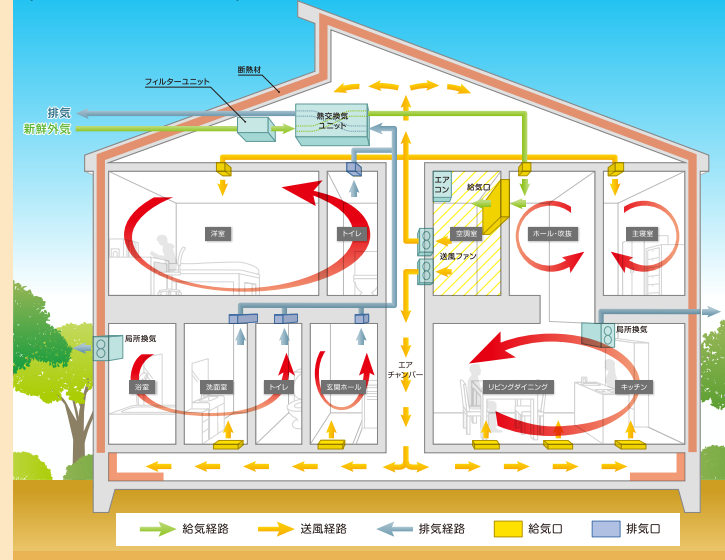 断熱材
フィルターユニット
排気
新鮮外気
熱交換気
ユニット
エア
コン
給気口
洋室
トイレ
空調室
ホール・吹抜
主寝室
送風ファン
局所換気
局所換気
エア
チャンバー
浴室
洗面室
トイレ
玄関ホール
リビングダイニング
キッチン
給気経路
送風経路
排気経路
給気口
排気口